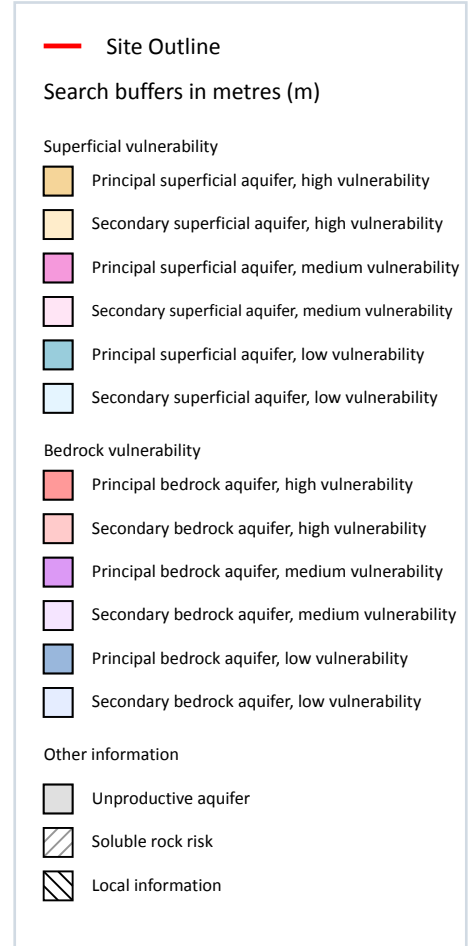 Site Outline
Search buffers in metres (m)
Superficial vulnerability
Principal superficial aquifer, high vulnerability
Secondary superficial aquifer, high vulnerability
Principal superficial aquifer, medium vulnerability
Secondary superficial aquifer, medium vulnerability
Principal superficial aquifer, low vulnerability
Secondary superficial aquifer, low vulnerability
Bedrock vulnerability
Principal bedrock aquifer, high vulnerability
Secondary bedrock aquifer, high vulnerability
Principal bedrock aquifer, medium vulnerability
Secondary bedrock aquifer, medium vulnerability
Principal bedrock aquifer, low vulnerability
Secondary bedrock aquifer, low vulnerability
Other information
Unproductive aquifer
Soluble rock risk
Local information